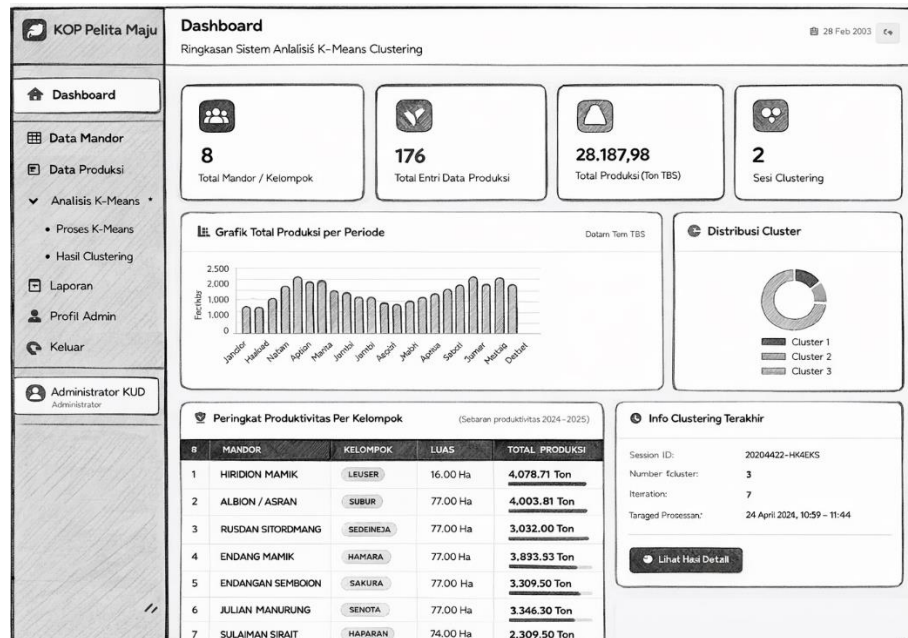 KOP Pelita Maju
Dashboard
Data Mandor
Data Produksi
Analisis K-Means
Proses K-Means
Hasil Clustering
Laporan
Profil Admin
Keluar
Administrator KUD
Administrator
Dashboard
Ringkasan Sistem Anlalisiś K-Means Clustering
28 Feb 2003
8
Total Mandor / Kelompok
176
Total Entri Data Produksi
28.187,98
Total Produksi (Ton TBS)
2
Sesi Clustering
Grafik Total Produksi per Periode
Datam Tem TBS
2.500
2.000
1,000
1.000
0
Manta
Jambi
Jembi
Distribusi Cluster
Cluster 1
Cluster 2
Cluster 3
Peringkat Produktivitas Per Kelompok
(Sebaran produktivitas 2024-2025)
MANDOR KELOMPOK LUAS TOTAL PRODUKSI
1 HIRIDION MAMIK LEUSER 16.00 Ha 4.078.71 Ton
2 ALBION / ASRAN SUBUR 77.00 Ha 4.003.81 Ton
3 RUSDAN SITORDMANG SEDEINEJA 77.00 Ha 3,032.00 Ton
4 ENDANG MAMIK HAMARA 77.00 Ha 3,893.93 Ton
5 ENDANGAN SEMBOION SAKURA 77.00 Ha 3,309.50 Ton
6 JULIAN MANURUNG SENOTA 77.00 Ha 3.346.30 Ton
7 SULAIMAN SIRAIT HAPARAN 74.00 Ha 2.309.50 Ton
Info Clustering Terakhir
Session ID: 20204422-HK4EKS
Number fcluster: 3
Iteration: 7
Taraged Prosessan: 24 April 2024, 10:59 – 11:44
Lihat Hasi Detail